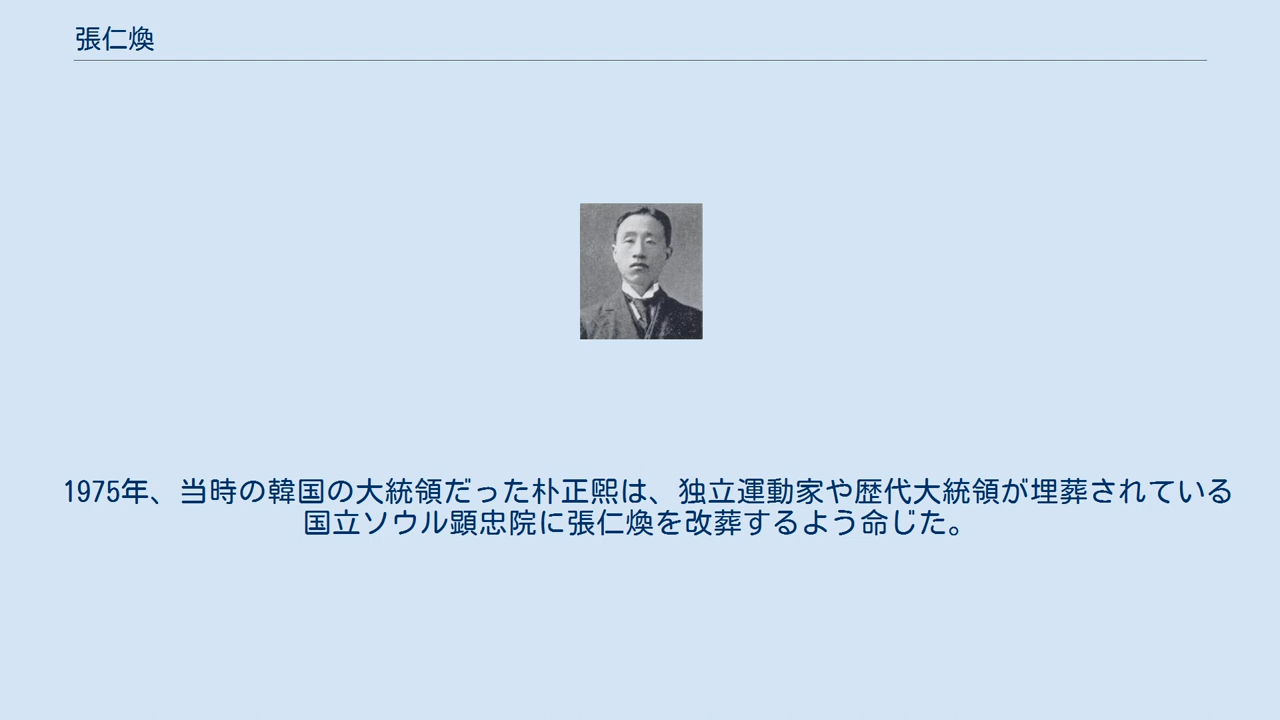 張仁煥
1975年、当時の韓国の大統領だった朴正煕は、独立運動家や歴代大統領が埋葬されている
国立ソウル顕忠院に張仁煥を改葬するよう命じた。